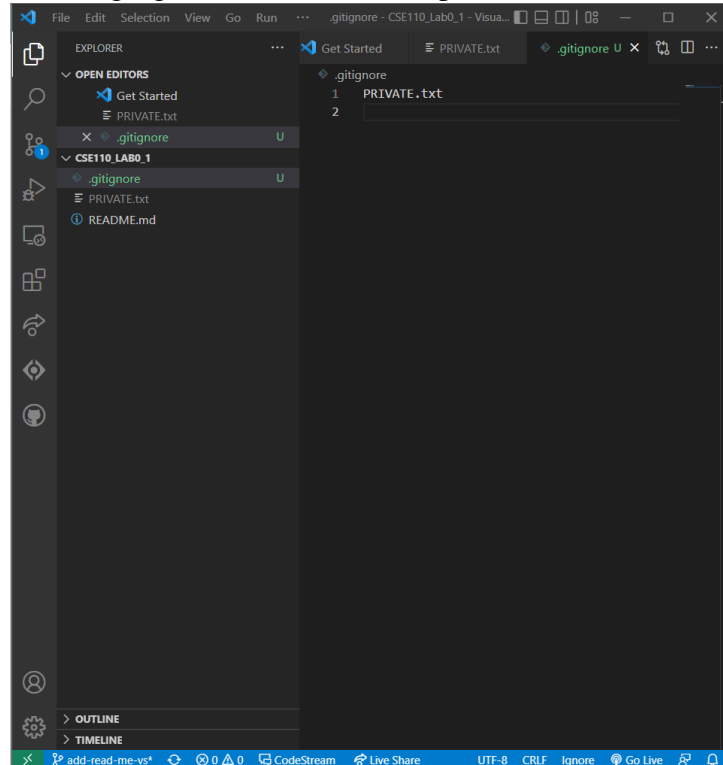 File Edit Selection View Go Run ··· .gitignore - CSE110_Lab0_1 - Visua...
EXPLORER ···
OPEN EDITORS
Get Started
PRIVATE.txt
.gitignore U
CSE110_LAB0_1
.gitignore U
PRIVATE.txt
README.md
1
OUTLINE
TIMELINE
Get Started PRIVATE.txt .gitignore U ···
.gitignore
1 PRIVATE.txt
2
add-read-me-vs* 0 0 CodeStream Live Share UTF-8 CRLF Ignore Go Live